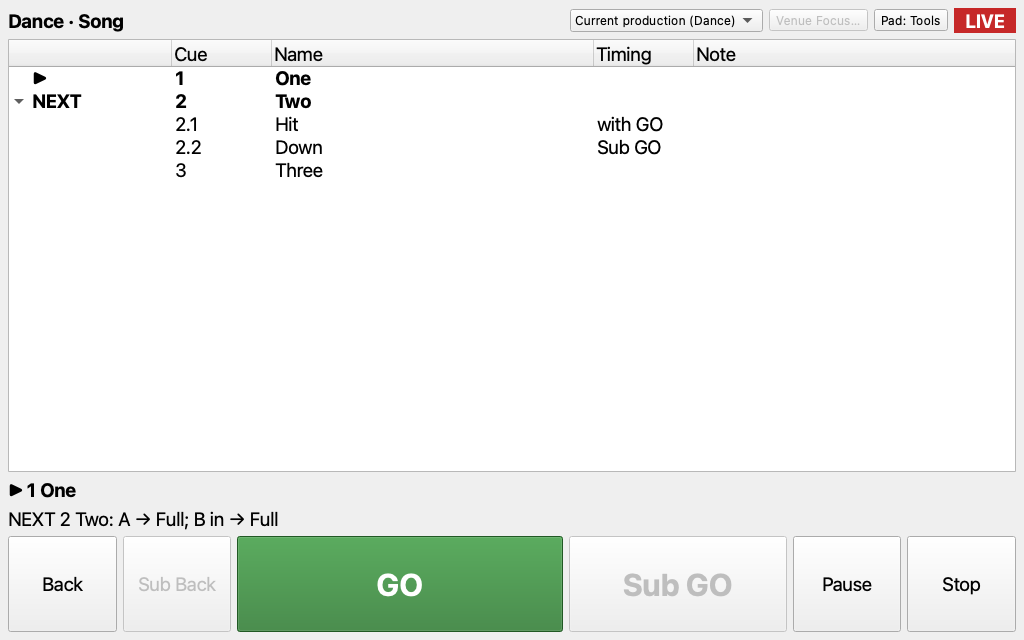 Dance · Song
Current production (Dance)
Venue Focus...
Pad: Tools
LIVE
Cue Name Timing Note
1 One
NEXT 2 Two
2.1 Hit with GO
2.2 Down Sub GO
3 Three
▶ 1 One
NEXT 2 Two: A → Full; B in → Full
Back
Sub Back
GO
Sub GO
Pause
Stop